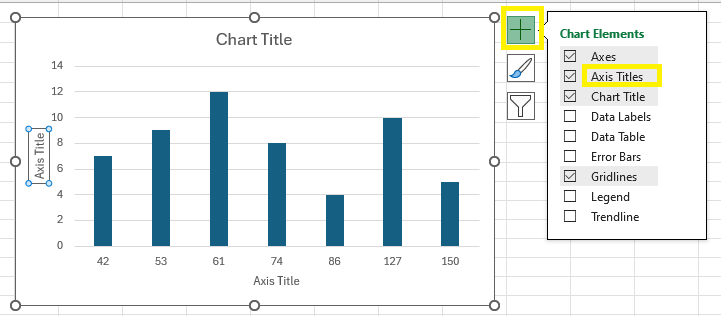 Chart Title
14
12
10
8
6
4
2
0
Axis Title
42 53 61 74 86 127 150
Axis Title
Chart Elements
Axes
Axis Titles
Chart Title
Data Labels
Data Table
Error Bars
Gridlines
Legend
Trendline